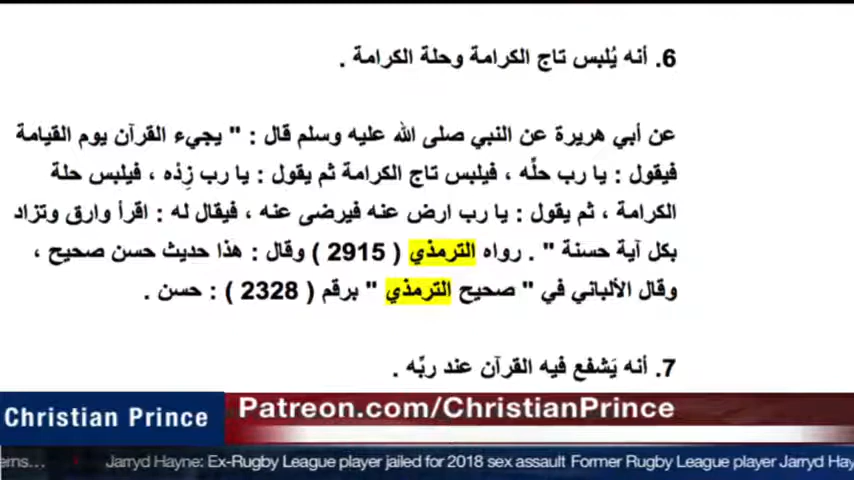 6. أنه يُلبس تاج الكرامة وحلة الكرامة .
عن أبي هريرة عن النبي صلى الله عليه وسلم قال : " يجيء القرآن يوم القيامة
فيقول : يا رب حلِّه ، فيلبس تاج الكرامة ثم يقول : يا رب زِدْه ، فيلبس حلة
الكرامة ، ثم يقول : يا رب ارض عنه فيرضى عنه ، فيقال له : اقرأ وارق وتزاد
بكل آية حسنة " . رواه الترمذي ( 2915 ) وقال : هذا حديث حسن صحيح ،
وقال الألباني في " صحيح الترمذي " برقم ( 2328 ) : حسن .
7. أنه يَشفع فيه القرآن عند ربِّه .
Patreon.com/ChristianPrince
Christian Prince
erns... Jarryd Hayne: Ex-Rugby League player jailed for 2018 sex assault Former Rugby League player Jarryd Hay